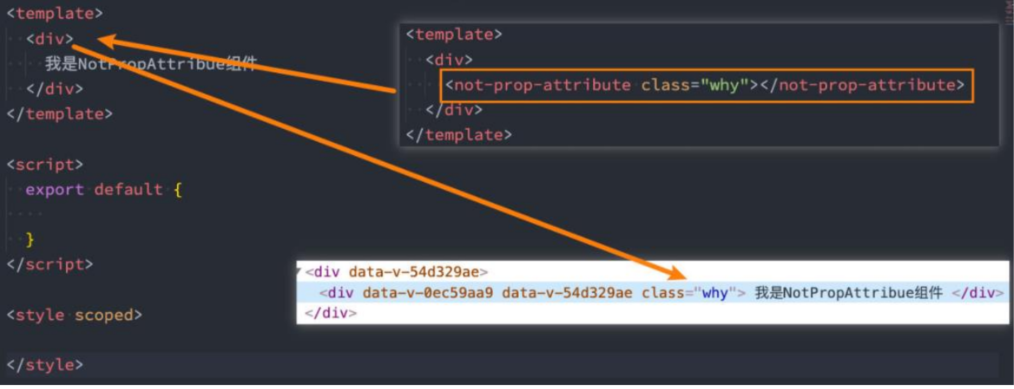 <template>
<div>
我是NotPropAttribue组件
</div>
</template>
<script>
export default {
}
</script>
<style scoped>
</style>
<template>
<div>
<not-prop-attribute class="why"></not-prop-attribute>
</div>
</template>
<div data-v-54d329ae>
<div data-v-0ec59aa9 data-v-54d329ae class="why"> 我是NotPropAttribue组件 </div>
</div>